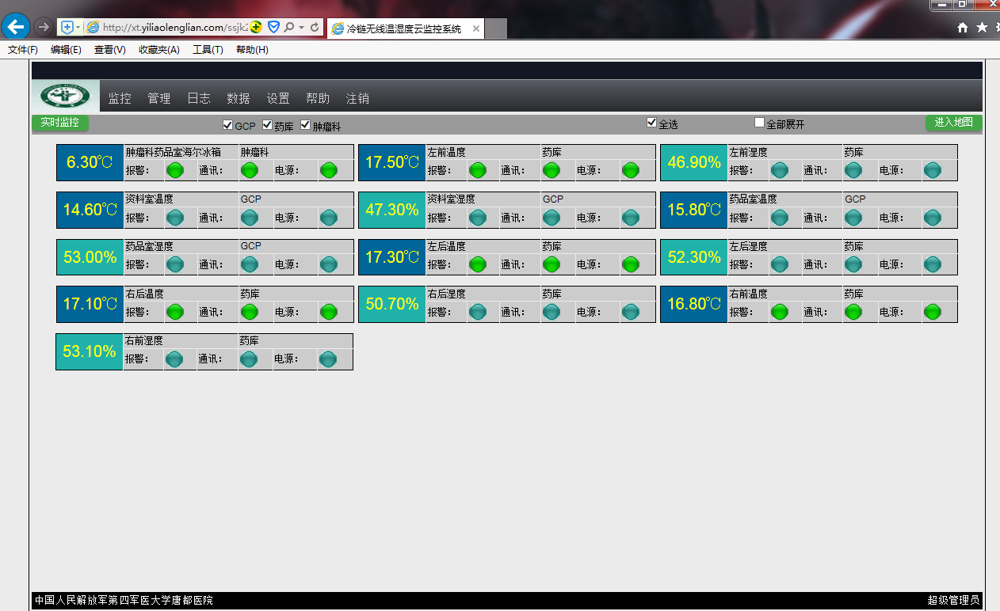 http://xt.yiliaolenglian.com/ssjk
冷链无线温湿度云监控系统
文件(F) 编辑(E) 查看(V) 收藏夹(A) 工具(T) 帮助(H)
监控 管理 日志 数据 设置 帮助 注销
实时监控 GCP 药库 肿瘤科 全选 全部展开 进入地图
6.30℃ 肿瘤科药品室海尔冰箱 肿瘤科
报警： 通讯： 电源：
17.50℃ 左前温度 药库
报警： 通讯： 电源：
46.90% 左前湿度 药库
报警： 通讯： 电源：
14.60℃ 资料室温度 GCP
报警： 通讯： 电源：
47.30% 资料室湿度 GCP
报警： 通讯： 电源：
15.80℃ 药品室温度 GCP
报警： 通讯： 电源：
53.00% 药品室湿度 GCP
报警： 通讯： 电源：
17.30℃ 左后温度 药库
报警： 通讯： 电源：
52.30% 左后湿度 药库
报警： 通讯： 电源：
17.10℃ 右后温度 药库
报警： 通讯： 电源：
50.70% 右后湿度 药库
报警： 通讯： 电源：
16.80℃ 右前温度 药库
报警： 通讯： 电源：
53.10% 右前湿度 药库
报警： 通讯： 电源：
中国人民解放军第四军医大学唐都医院 超级管理员